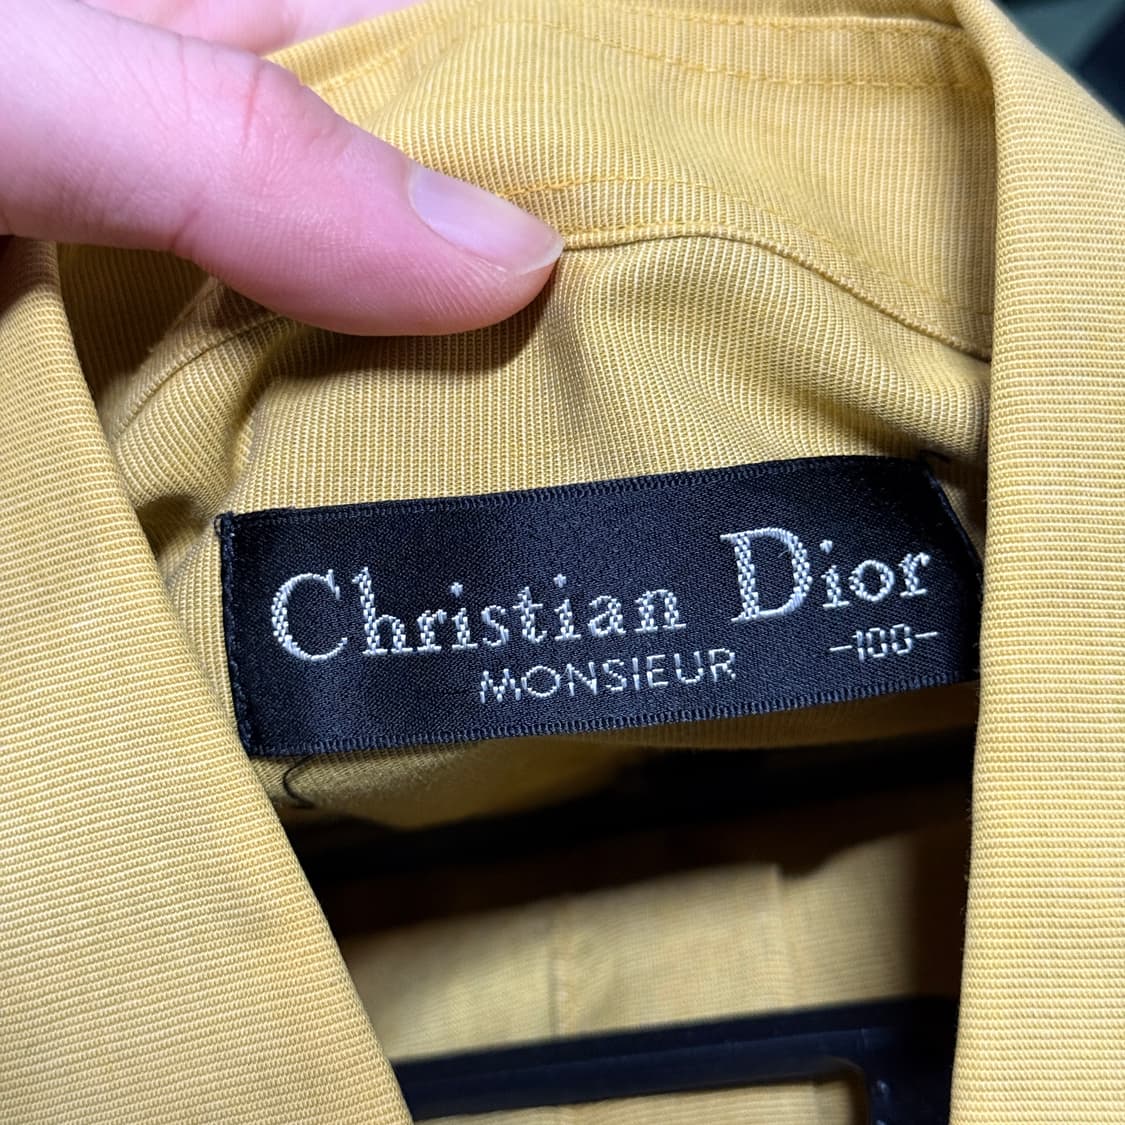 Christian Dior
MONSIEUR -100-